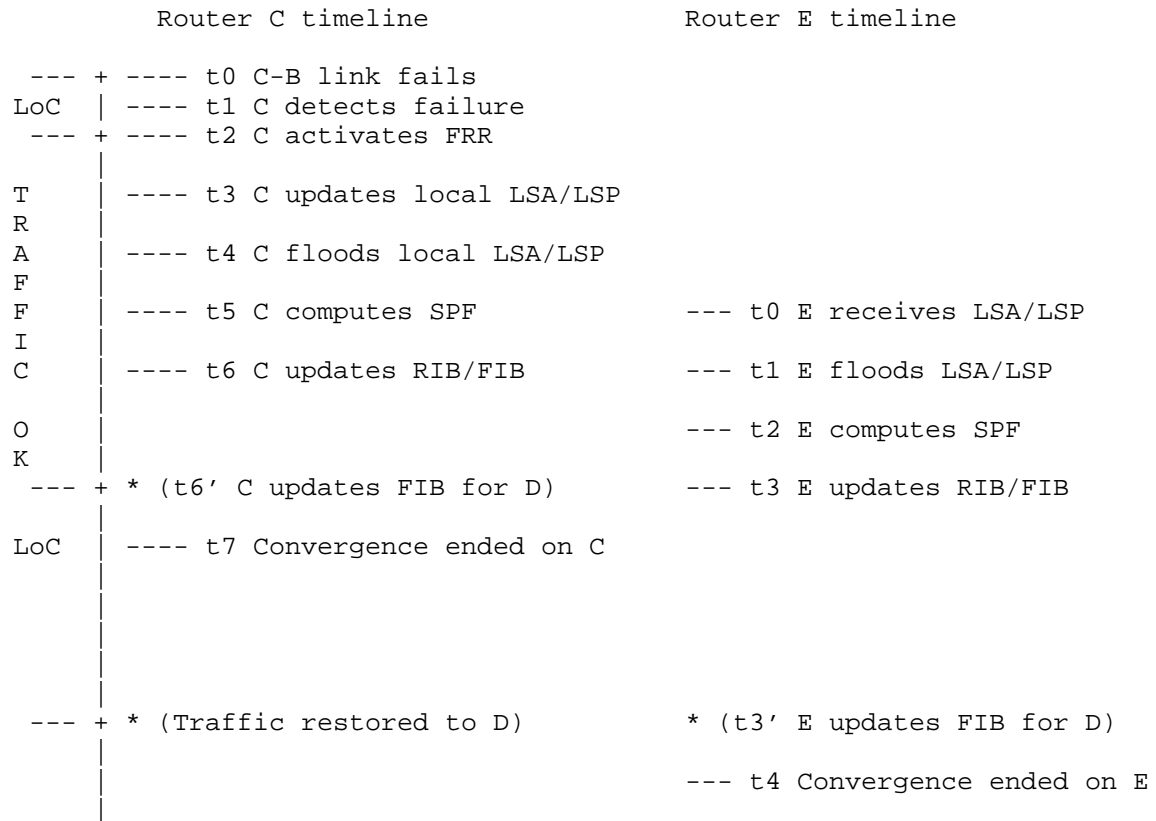 Router C timeline               Router E timeline

 --- + ---- t0 C-B link fails
LoC  | ---- t1 C detects failure
 --- + ---- t2 C activates FRR
     |
T    | ---- t3 C updates local LSA/LSP
R    |
A    | ---- t4 C floods local LSA/LSP
F    |
F    | ---- t5 C computes SPF             --- t0 E receives LSA/LSP
I    |
C    | ---- t6 C updates RIB/FIB          --- t1 E floods LSA/LSP
     |
O    |                                    --- t2 E computes SPF
K    |
 --- + * (t6' C updates FIB for D)        --- t3 E updates RIB/FIB
     |
LoC  | ---- t7 Convergence ended on C
     |
     |
     |
     |
     |
 --- + * (Traffic restored to D)          * (t3' E updates FIB for D)
     |
     |                                    --- t4 Convergence ended on E
     |